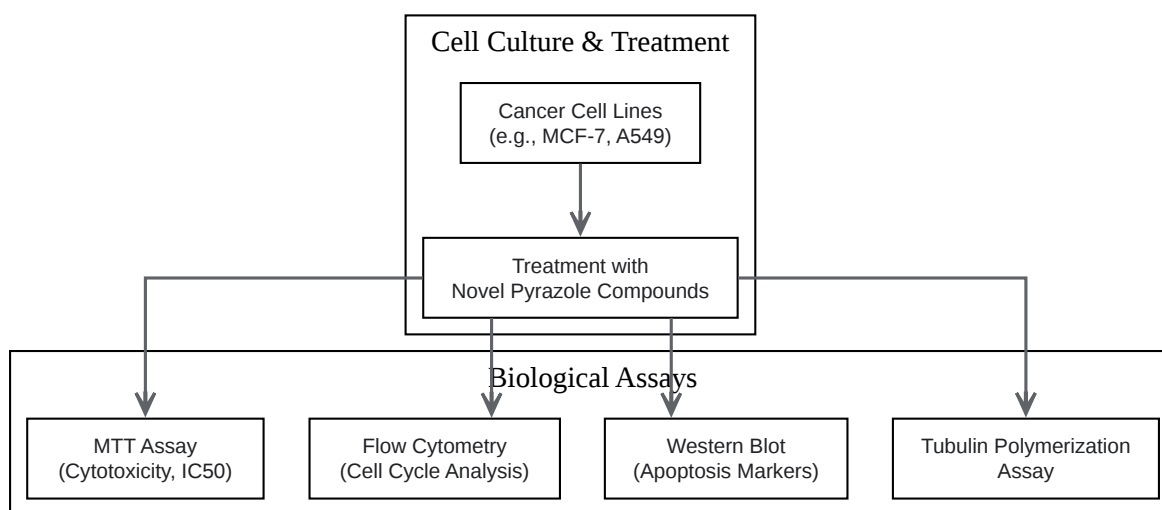 Cell Culture & Treatment
Cancer Cell Lines
(e.g., MCF-7, A549)
Treatment with
Novel Pyrazole Compounds
Biological Assays
MTT Assay
(Cytotoxicity, IC50)
Flow Cytometry
(Cell Cycle Analysis)
Western Blot
(Apoptosis Markers)
Tubulin Polymerization
Assay